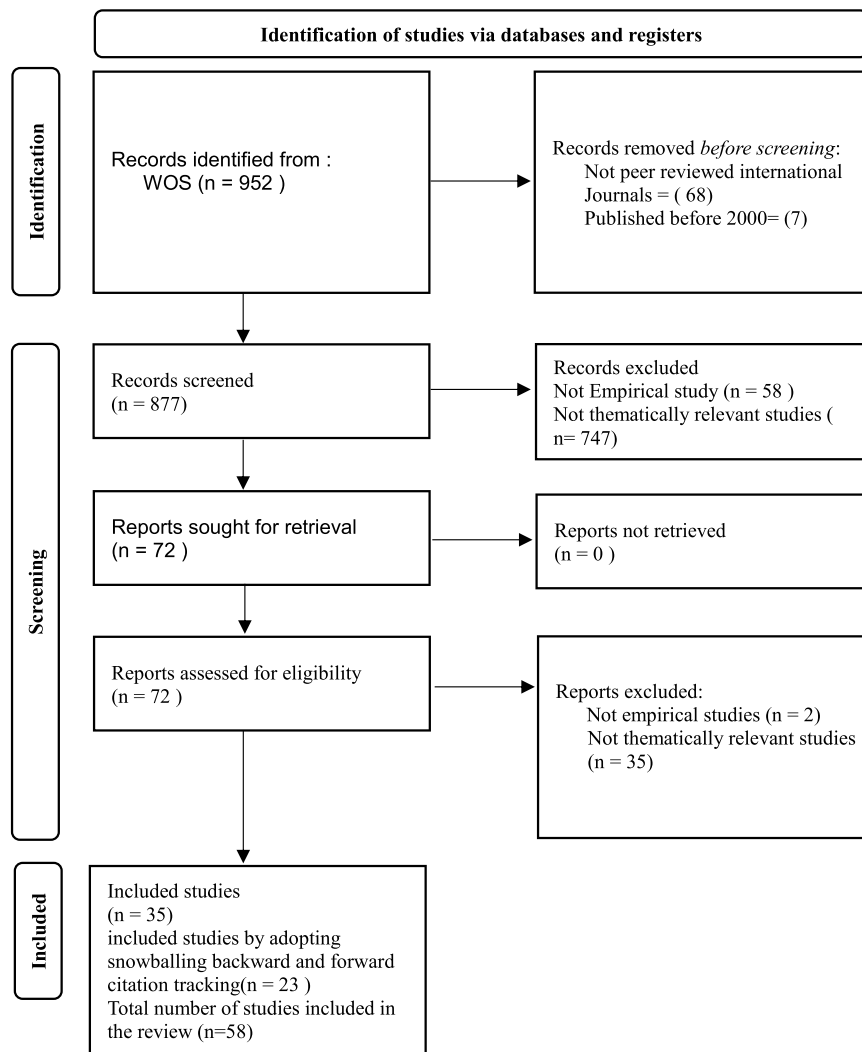 Identification of studies via databases and registers
Identification
Records identified from :
WOS (n = 952 )
Records removed before screening:
Not peer reviewed international
Journals = ( 68)
Published before 2000= (7)
Screening
Records screened
(n = 877)
Records excluded
Not Empirical study (n = 58 )
Not thematically relevant studies (
n= 747)
Reports sought for retrieval
(n = 72 )
Reports not retrieved
(n = 0 )
Reports assessed for eligibility
(n = 72 )
Reports excluded:
Not empirical studies (n = 2)
Not thematically relevant studies
(n = 35)
Included
Included studies
(n = 35)
included studies by adopting
snowballing backward and forward
citation tracking(n = 23 )
Total number of studies included in
the review (n=58)